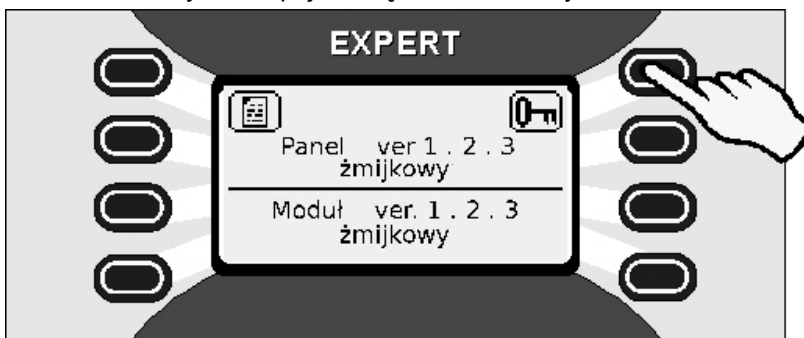 EXPERT
Panel ver 1 . 2 . 3
żmijkowy
Moduł ver. 1 . 2 . 3
żmijkowy